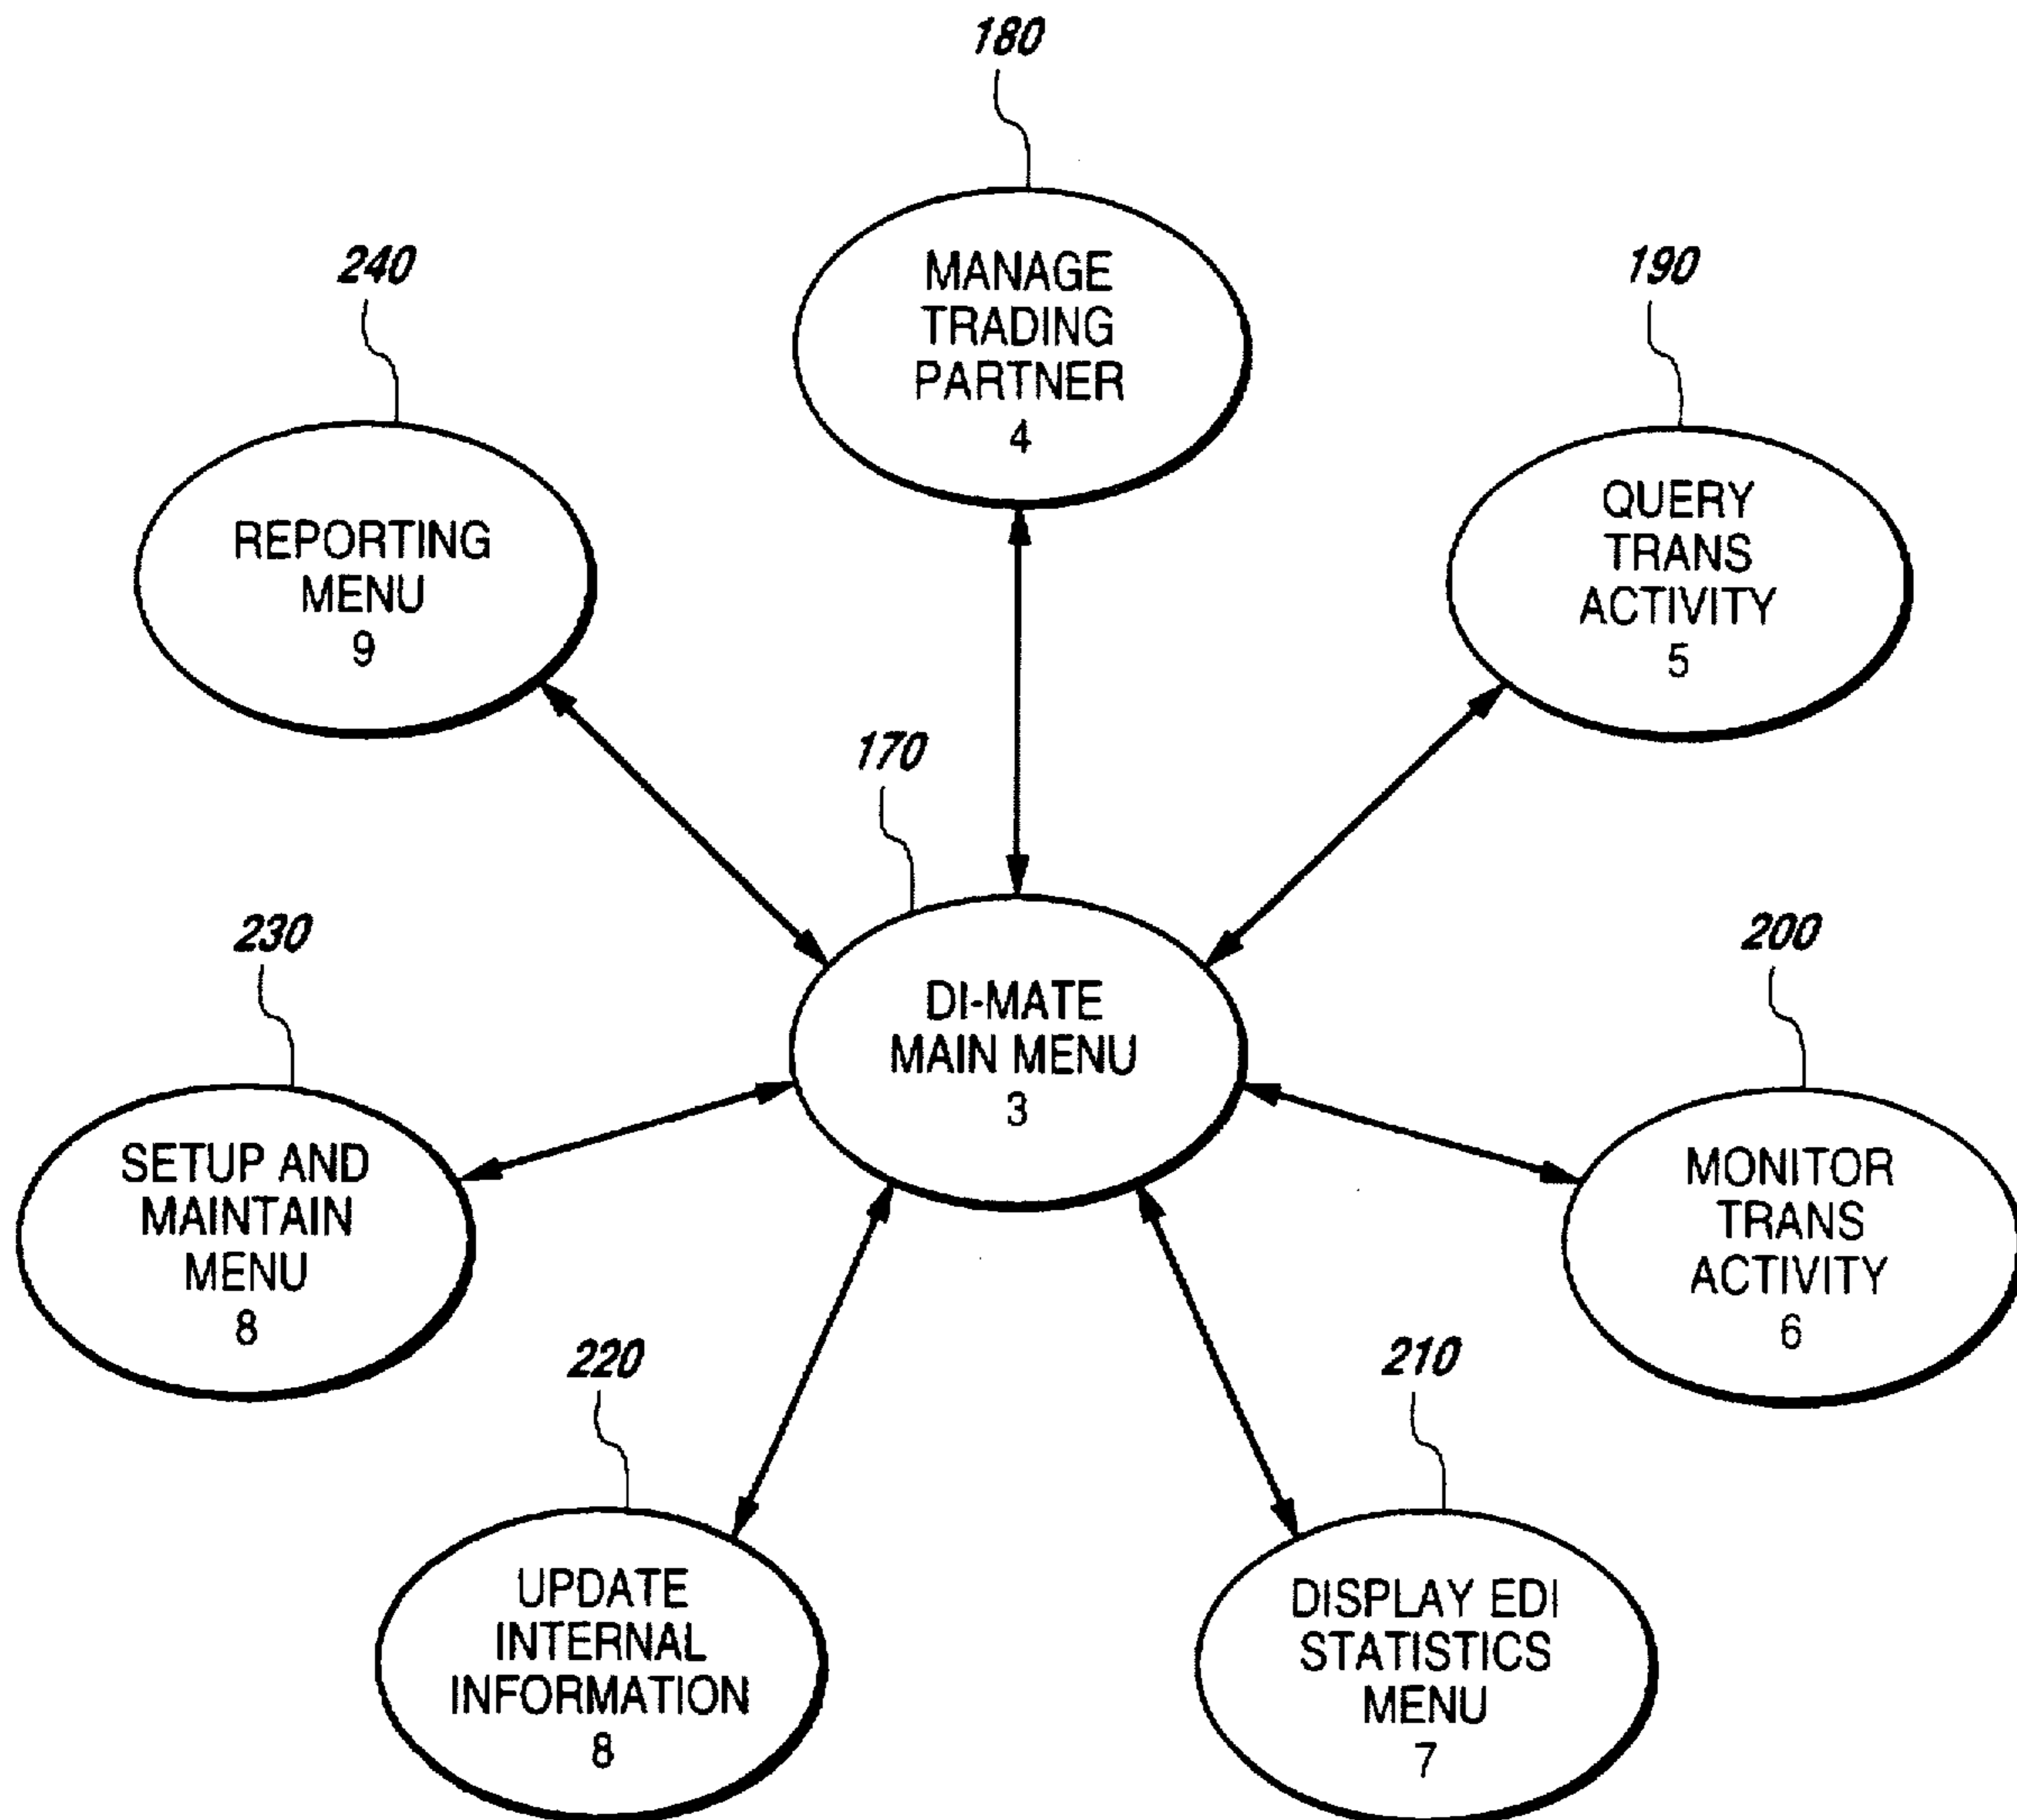 180
MANAGE
TRADING
PARTNER
4
240
REPORTING
MENU
9
190
QUERY
TRANS
ACTIVITY
5
170
DI-MATE
MAIN MENU
3
230
SETUP AND
MAINTAIN
MENU
8
200
MONITOR
TRANS
ACTIVITY
6
220
UPDATE
INTERNAL
INFORMATION
8
210
DISPLAY EDI
STATISTICS
MENU
7